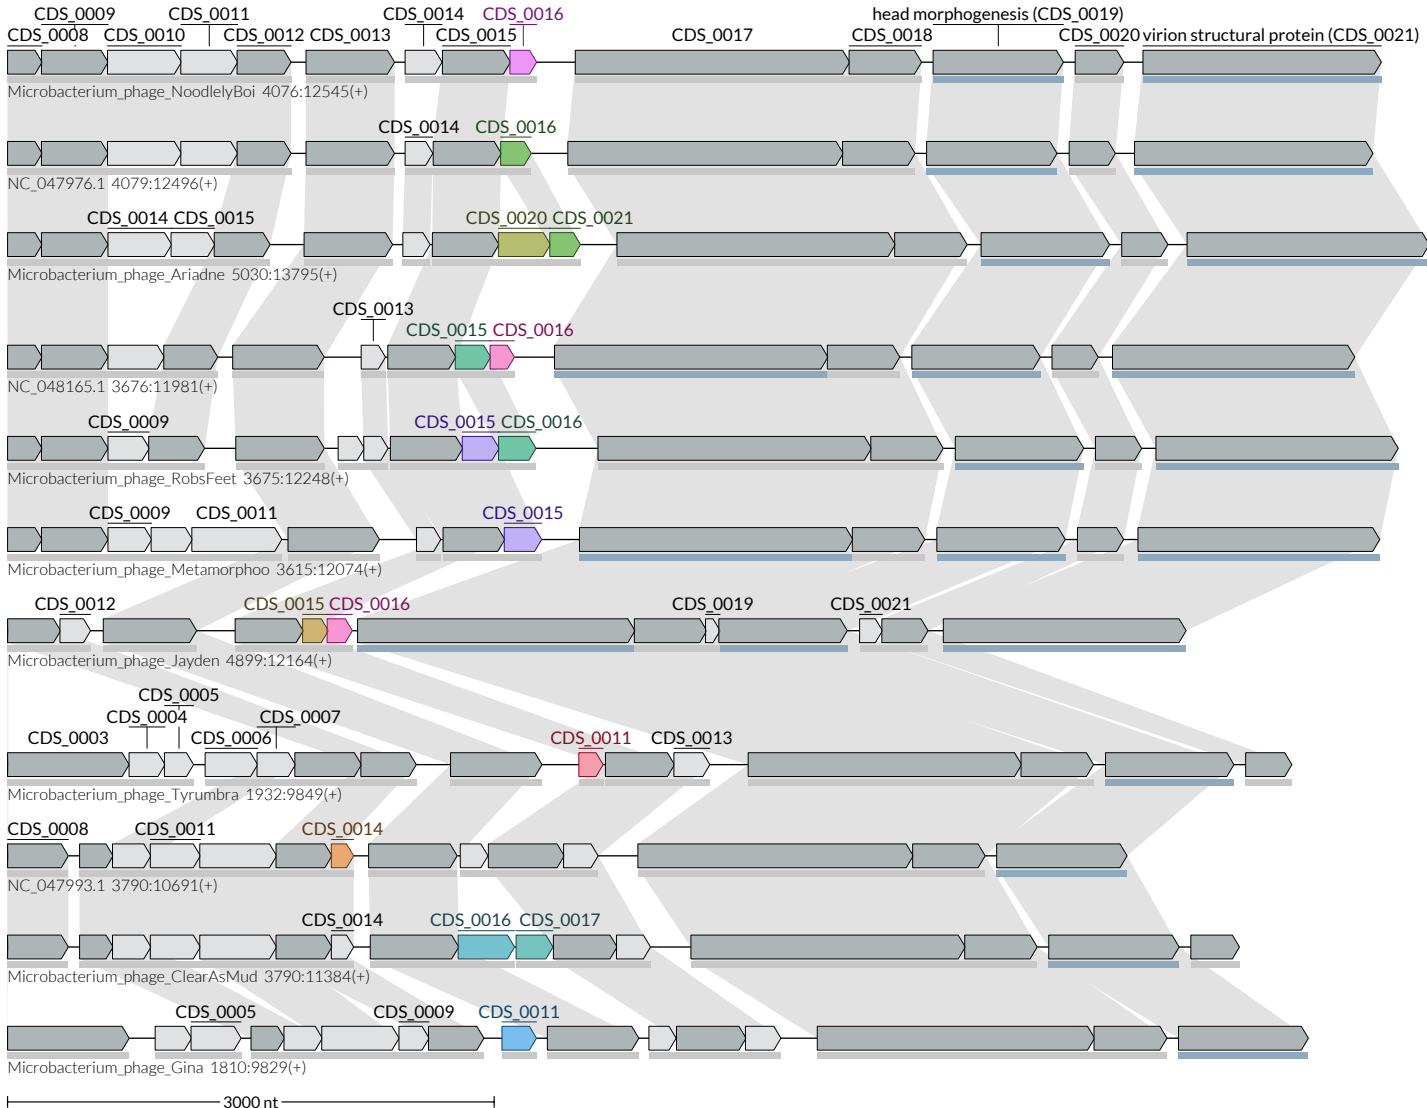 CDS_0009 CDS_0011 CDS_0014 CDS_0016 head morphogenesis (CDS_0019)
CDS_0008 CDS_0010 CDS_0012 CDS_0013 CDS_0015 CDS_0017 CDS_0018 CDS_0020 virion structural protein (CDS_0021)
Microbacterium_phage_NoodlelyBoi 4076:12545(+)
CDS_0014 CDS_0016
NC_047976.1 4079:12496(+)
CDS_0014 CDS_0015 CDS_0020 CDS_0021
Microbacterium_phage_Ariadne 5030:13795(+)
CDS_0013
CDS_0015 CDS_0016
NC_048165.1 3676:11981(+)
CDS_0009 CDS_0015 CDS_0016
Microbacterium_phage_RobsFeet 3675:12248(+)
CDS_0009 CDS_0011 CDS_0015
Microbacterium_phage_Metamorphoo 3615:12074(+)
CDS_0012 CDS_0015 CDS_0016 CDS_0019 CDS_0021
Microbacterium_phage_Jayden 4899:12164(+)
CDS_0005
CDS_0004 CDS_0007
CDS_0003 CDS_0006 CDS_0011 CDS_0013
Microbacterium_phage_Tyrumbra 1932:9849(+)
CDS_0008 CDS_0011 CDS_0014
NC_047993.1 3790:10691(+)
CDS_0014 CDS_0016 CDS_0017
Microbacterium_phage_ClearAsMud 3790:11384(+)
CDS_0005 CDS_0009 CDS_0011
Microbacterium_phage_Gina 1810:9829(+)
3000 nt